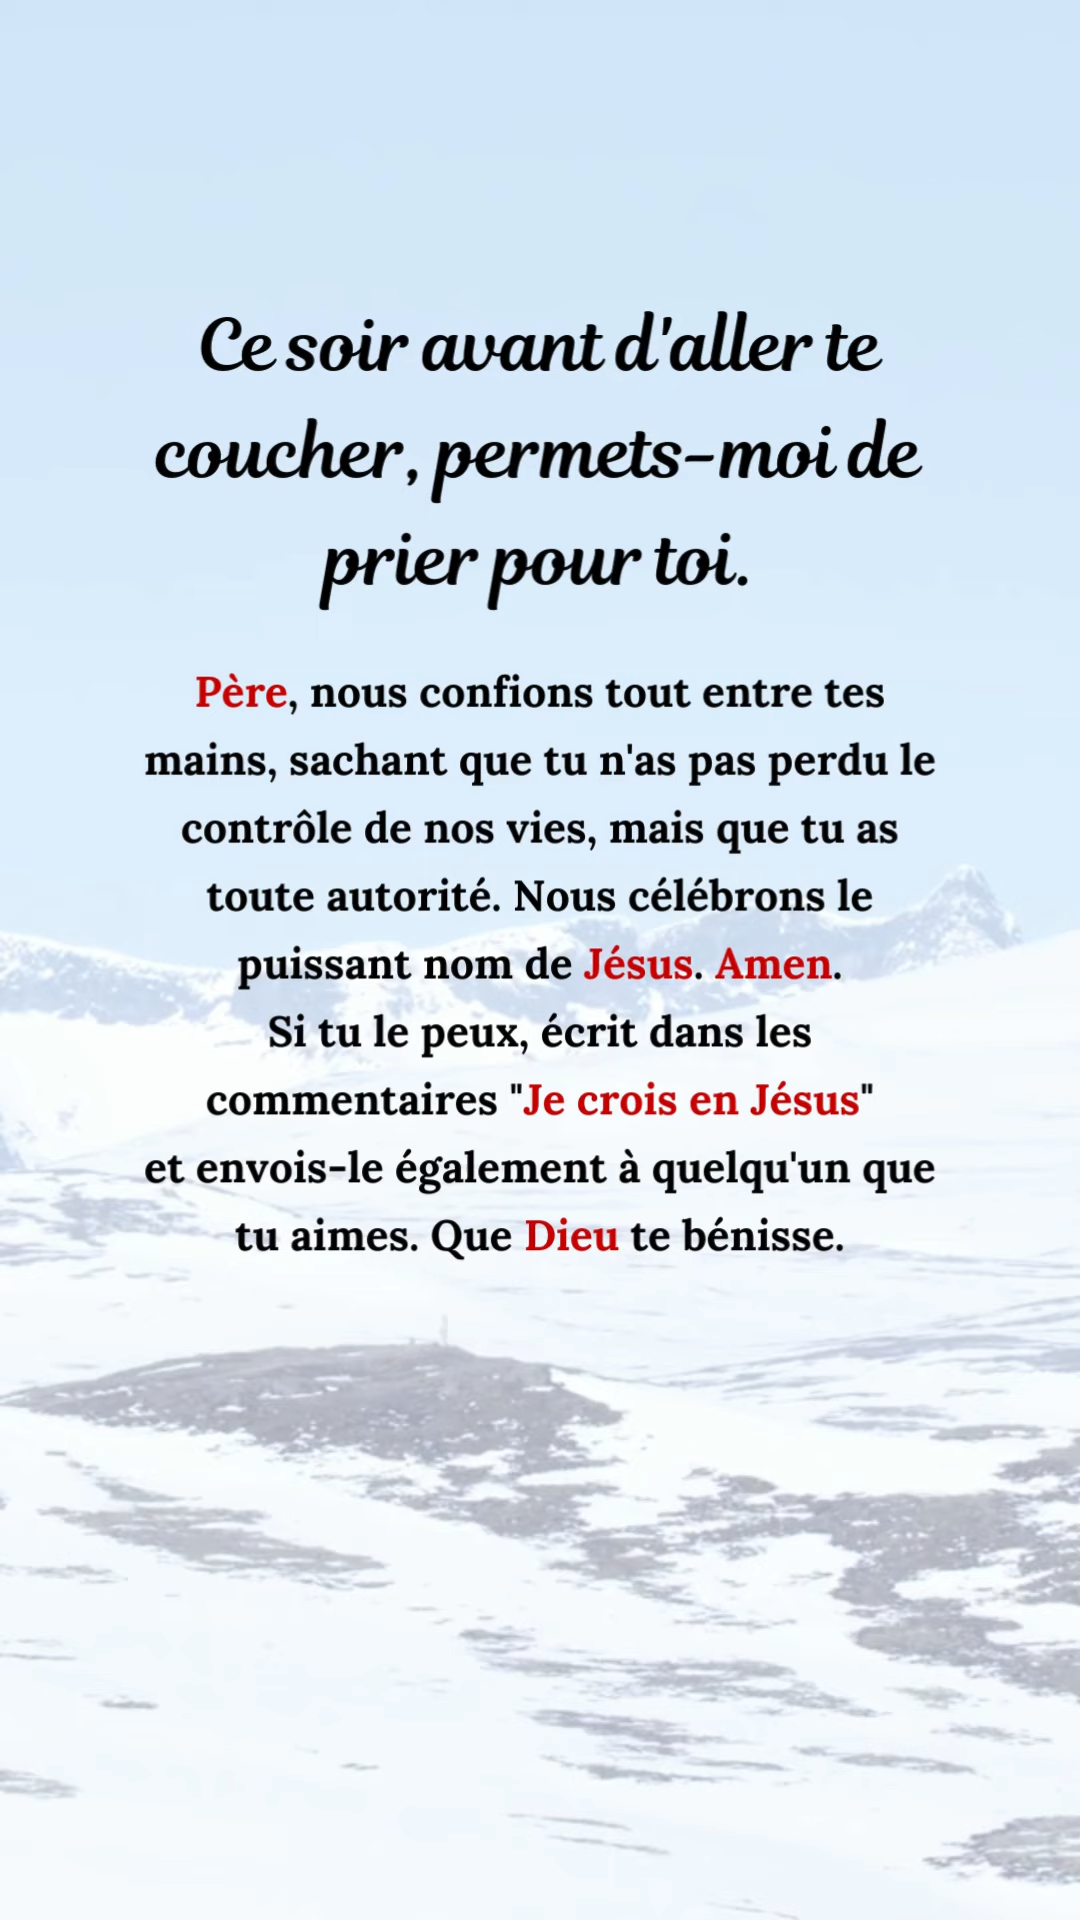 Ce soir avant d'aller te
coucher, permets-moi de
prier pour toi.
Père, nous confions tout entre tes
mains, sachant que tu n'as pas perdu le
contrôle de nos vies, mais que tu as
toute autorité. Nous célébrons le
puissant nom de Jésus. Amen.
Si tu le peux, écrit dans les
commentaires "Je crois en Jésus"
et envois-le également à quelqu'un que
tu aimes. Que Dieu te bénisse.